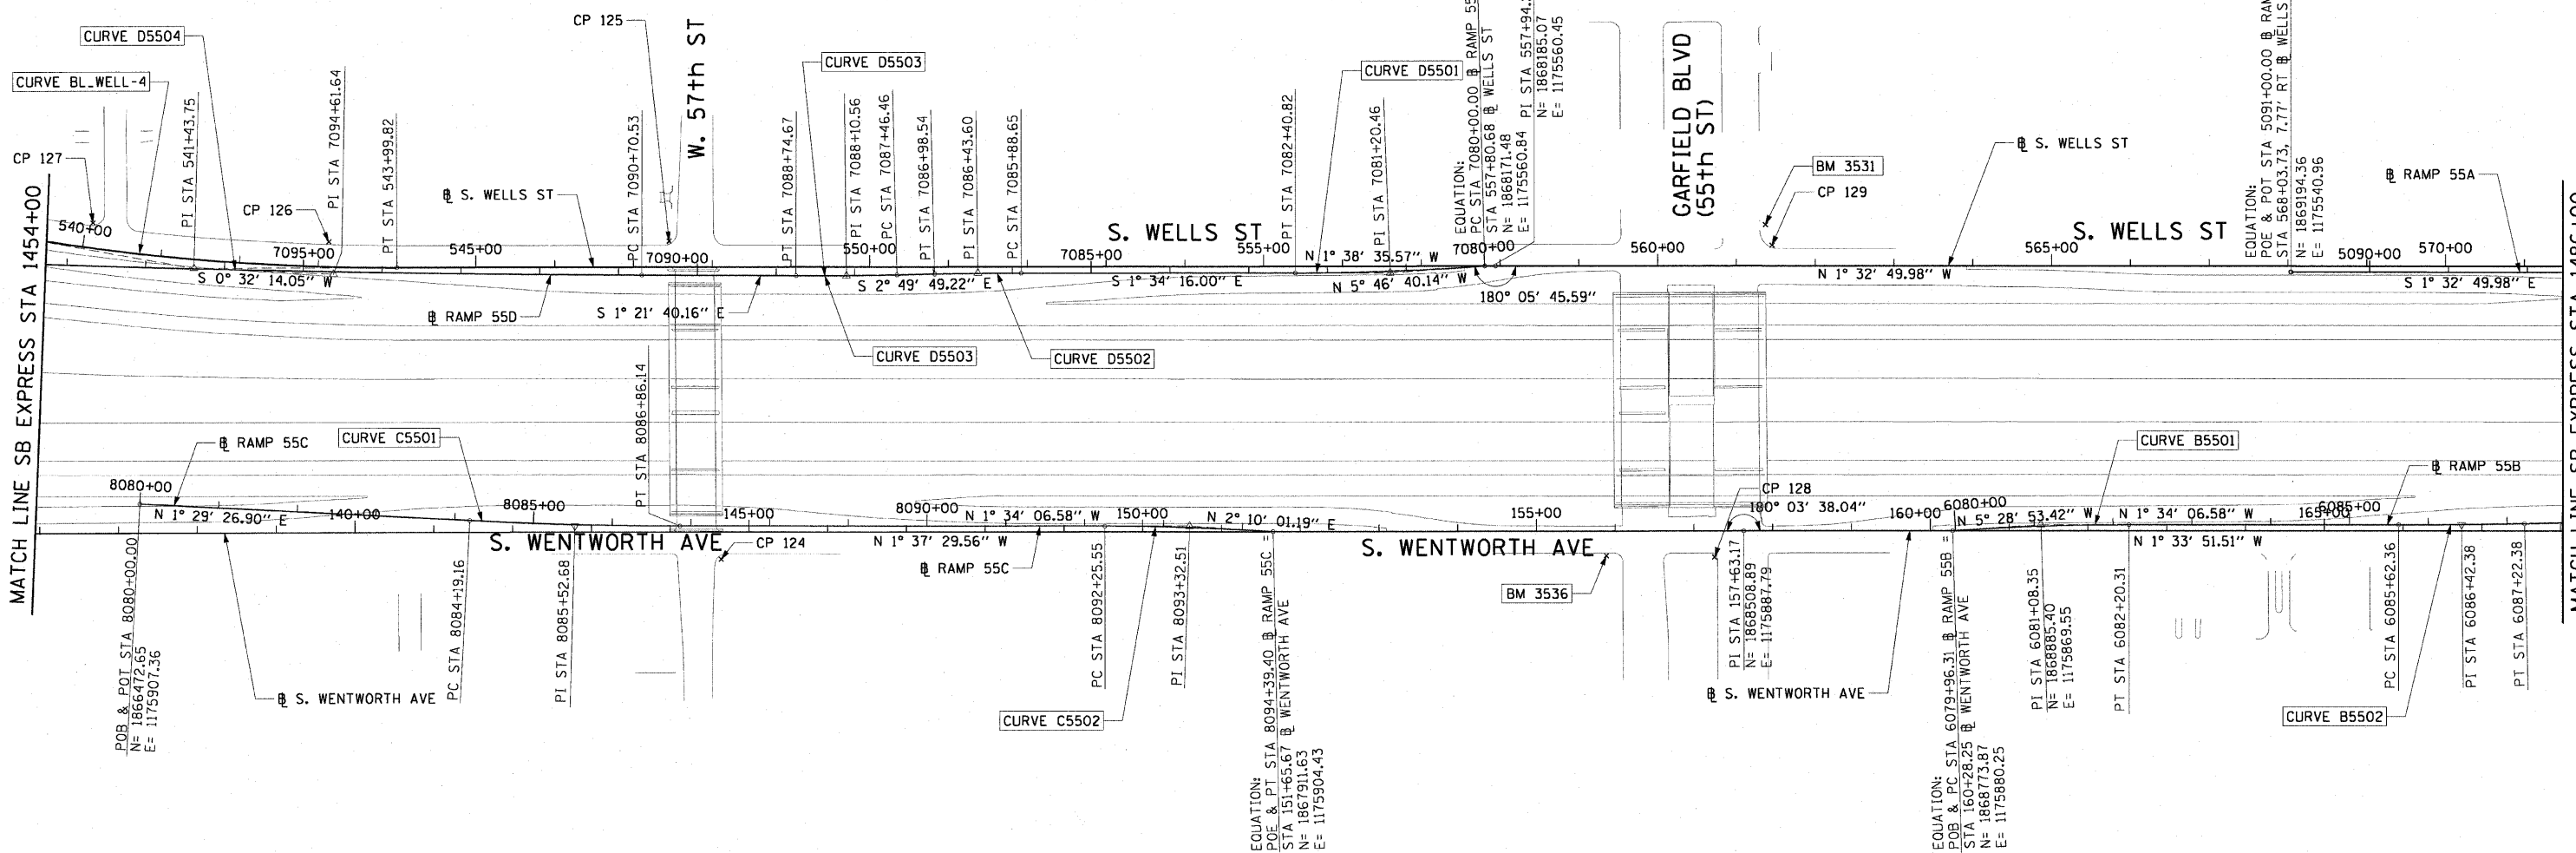 MATCH LINE SB EXPRESS STA 1454+00
CURVE D5504
CURVE BL_WELL-4
CP 127
540+00
PI STA 541+43.75
CP 126
7095+00
PI STA 7094+61.64
PT STA 543+99.82
S 0° 32' 14.05" W
℄ S. WELLS ST
545+00
℄ RAMP 55D
CP 125
W. 57th ST
PC STA 7090+70.53
7090+00
S 1° 21' 40.16" E
PT STA 7088+74.67
CURVE D5503
PI STA 7088+10.56
550+00
PC STA 7087+46.46
PT STA 7086+98.54
PI STA 7086+43.60
PC STA 7085+88.65
S 2° 49' 49.22" E
CURVE D5503
CURVE D5502
7085+00
S. WELLS ST
S 1° 34' 16.00" E
555+00
PT STA 7082+40.82
N 1° 38' 35.57" W
CURVE D5501
PI STA 7081+20.46
N 5° 46' 40.14" W
7080+00
180° 05' 45.59"
EQUATION:
PC STA 7080+00.00 ℄ RAMP 55
STA 557+80.68 ℄ WELLS ST
N= 1868171.48
E= 1175560.84
PI STA 557+94.
N= 1868185.07
E= 1175560.45
560+00
GARFIELD BLVD
(55th ST)
BM 3531
CP 129
N 1° 32' 49.98" W
℄ S. WELLS ST
565+00
S. WELLS ST
EQUATION:
POE & POT STA 5091+00.00 ℄ RAM
STA 568+03.73, 7.77' RT ℄ WELLS
N= 1869194.36
E= 1175540.96
5090+00
570+00
℄ RAMP 55A
S 1° 32' 49.98" E
8080+00
℄ RAMP 55C
CURVE C5501
N 1° 29' 26.90" E
140+00
8085+00
PT STA 8086+86.14
POB & POT STA 8080+00.00
N= 1866472.65
E= 1175907.36
℄ S. WENTWORTH AVE
PC STA 8084+19.16
PI STA 8085+52.68
S. WENTWORTH AVE
145+00
CP 124
8090+00
N 1° 37' 29.56" W
℄ RAMP 55C
N 1° 34' 06.58" W
150+00
PC STA 8092+25.55
CURVE C5502
PI STA 8093+32.51
N 2° 10' 01.19" E
EQUATION:
POE & PT STA 8094+39.40 ℄ RAMP 55C =
STA 151+65.67 ℄ WENTWORTH AVE
N= 1867911.63
E= 1175904.43
S. WENTWORTH AVE
155+00
BM 3536
CP 128
180° 03' 38.04"
PI STA 157+63.17
N= 1868508.89
E= 1175887.79
℄ S. WENTWORTH AVE
160+00
6080+00
N 5° 28' 53.42" W
EQUATION:
POB & PC STA 6079+96.31 ℄ RAMP 55B =
STA 160+28.25 ℄ WENTWORTH AVE
N= 1868773.87
E= 1175880.25
PI STA 6081+08.35
N= 1868885.40
E= 1175869.55
PT STA 6082+20.31
CURVE B5501
N 1° 34' 06.58" W
N 1° 33' 51.51" W
165+00
6085+00
℄ RAMP 55B
PC STA 6085+62.36
PI STA 6086+42.38
PT STA 6087+22.38
CURVE B5502